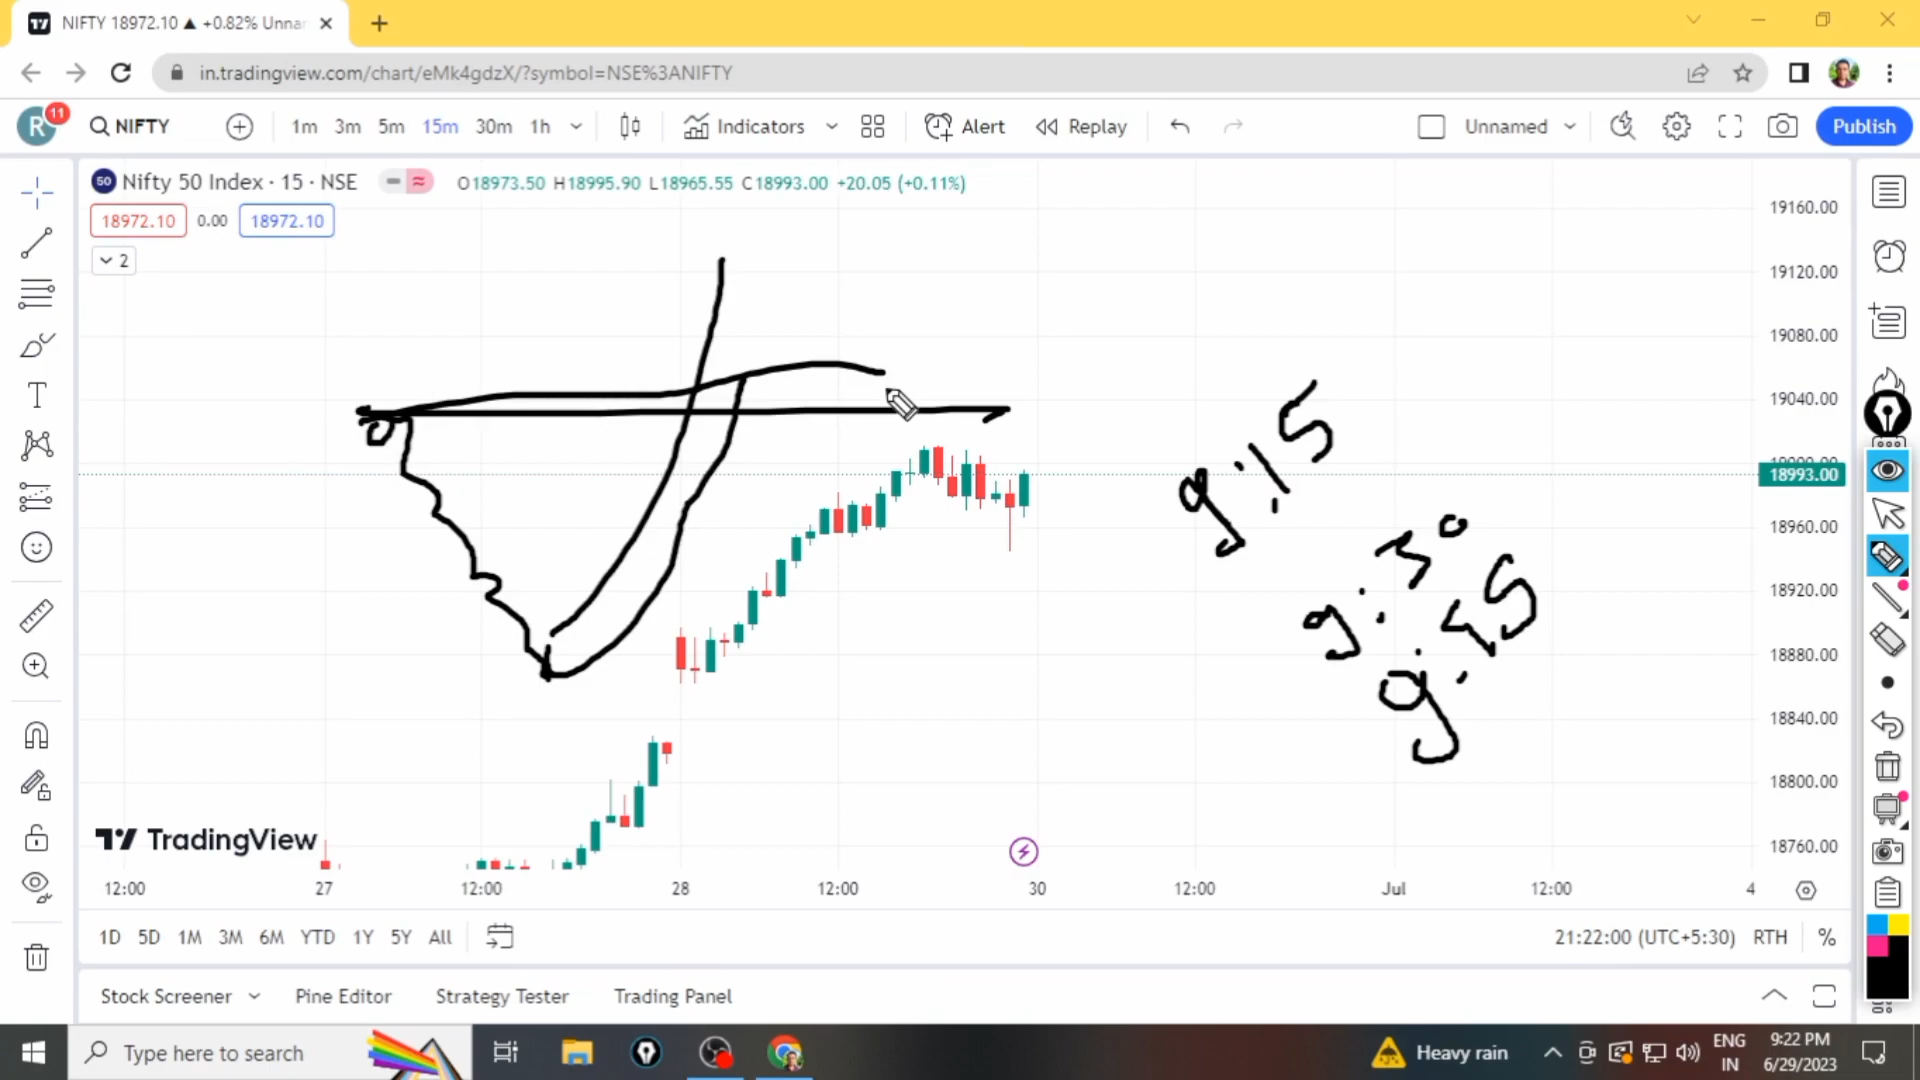 NIFTY 18972.10 ▲ +0.82% Unnar
in.tradingview.com/chart/eMk4gdzX/?symbol=NSE%3ANIFTY
R 11 NIFTY 1m 3m 5m 15m 30m 1h Indicators Alert Replay Unnamed Publish
50 Nifty 50 Index · 15 · NSE O18973.50 H18995.90 L18965.55 C18993.00 +20.05 (+0.11%)
18972.10 0.00 18972.10
2
19160.00
19120.00
19080.00
19040.00
18993.00
18960.00
18920.00
18880.00
18840.00
18800.00
18760.00
9:15
9:30
9:45
TradingView
12:00 27 12:00 28 12:00 30 12:00 Jul 12:00 4
1D 5D 1M 3M 6M YTD 1Y 5Y All 21:22:00 (UTC+5:30) RTH %
Stock Screener Pine Editor Strategy Tester Trading Panel
Type here to search Heavy rain ENG IN 9:22 PM 6/29/2023